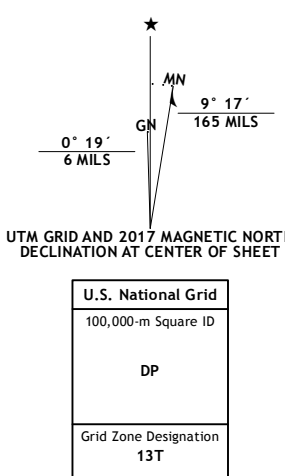 ★
MN
GN
9° 17´
165 MILS
0° 19´
6 MILS
UTM GRID AND 2017 MAGNETIC NORT
DECLINATION AT CENTER OF SHEET
U.S. National Grid
100,000-m Square ID
DP
Grid Zone Designation
13T